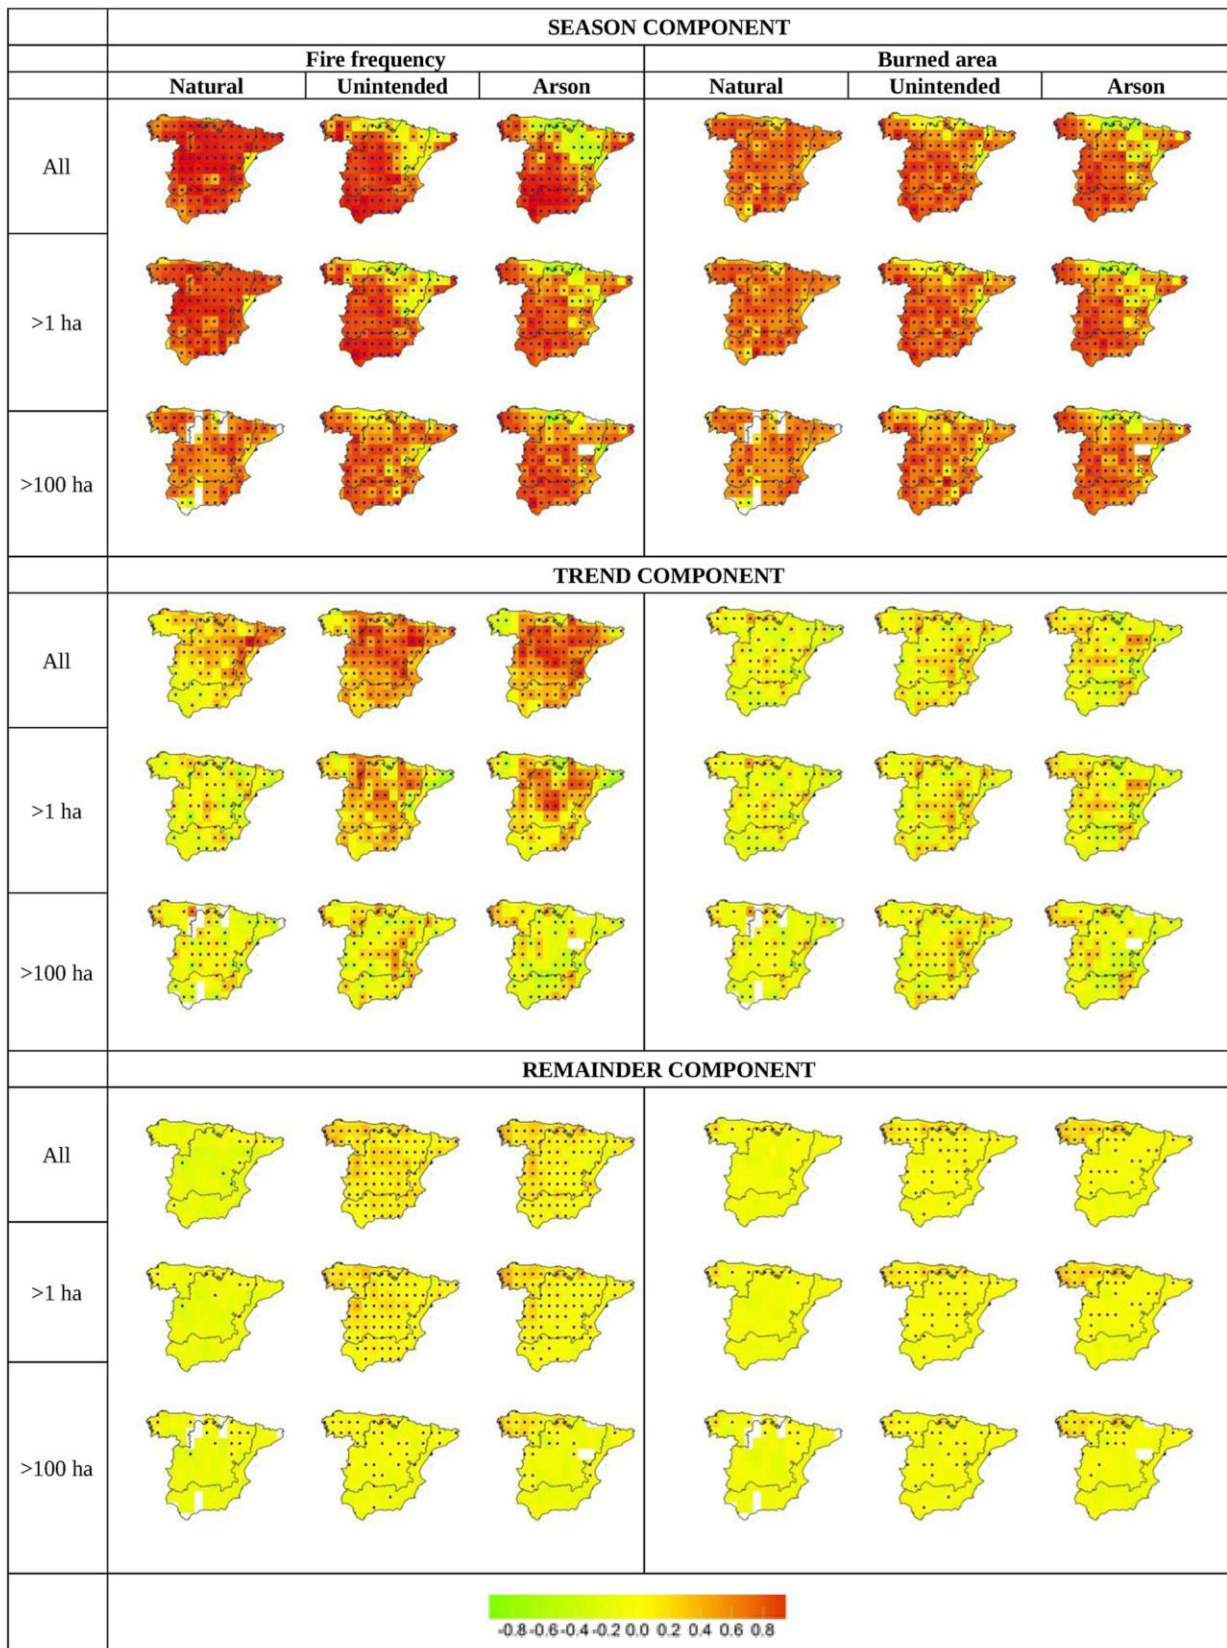 SEASON COMPONENT
Fire frequency Burned area
Natural Unintended Arson Natural Unintended Arson
All
>1 ha
>100 ha
TREND COMPONENT
All
>1 ha
>100 ha
REMAINDER COMPONENT
All
>1 ha
>100 ha
-0.8 -0.6 -0.4 -0.2 0.0 0.2 0.4 0.6 0.8